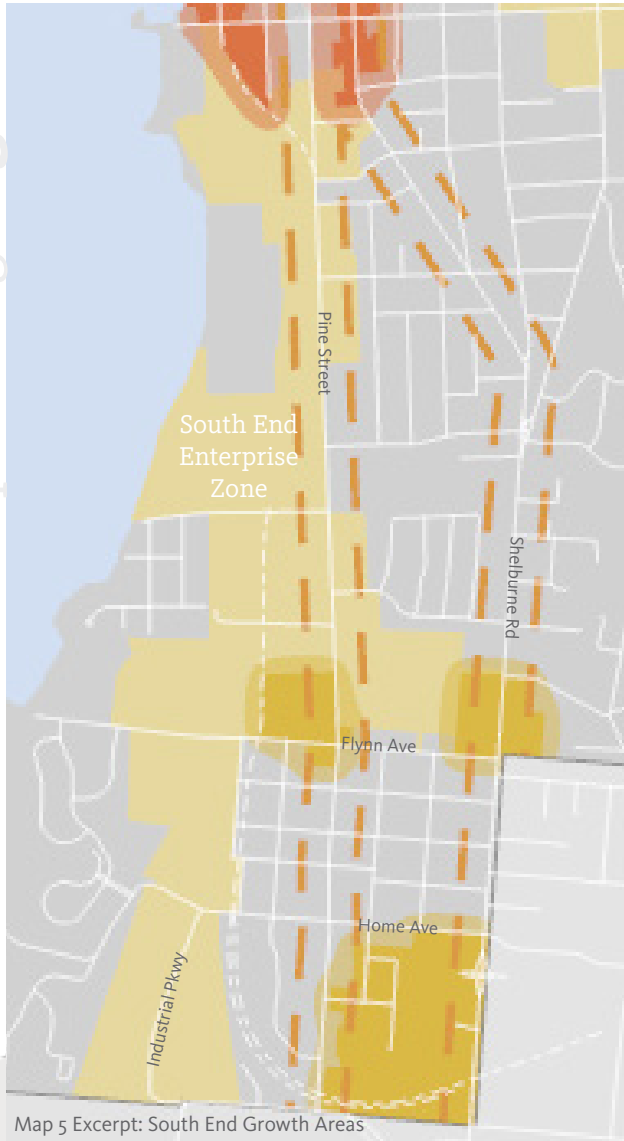 Pine Street
South End
Enterprise
Zone
Shelburne Rd
Flynn Ave
Home Ave
Industrial Pkwy
Map 5 Excerpt: South End Growth Areas